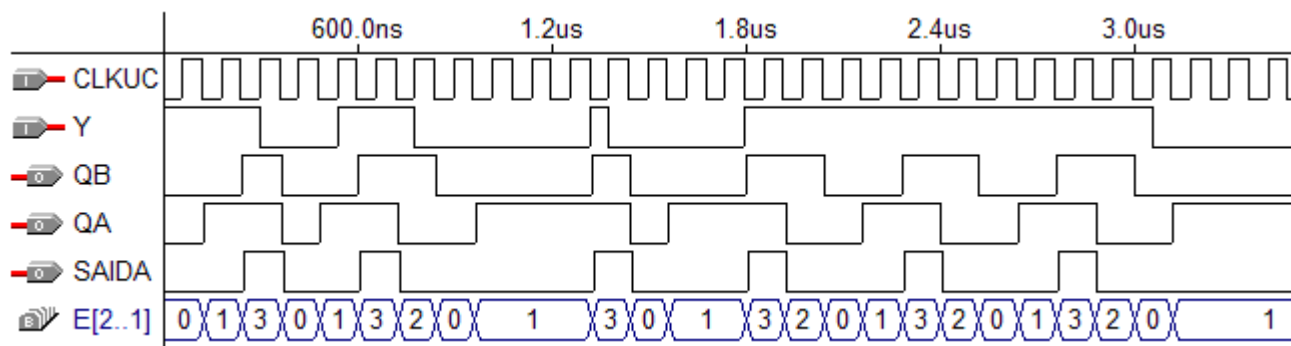 600.0ns 1.2us 1.8us 2.4us 3.0us
I CLKUC
I Y
O QB
O QA
O SAIDA
B E[2..1] 0 1 3 0 1 3 2 0 1 3 0 1 3 2 0 1 3 2 0 1 3 2 0 1